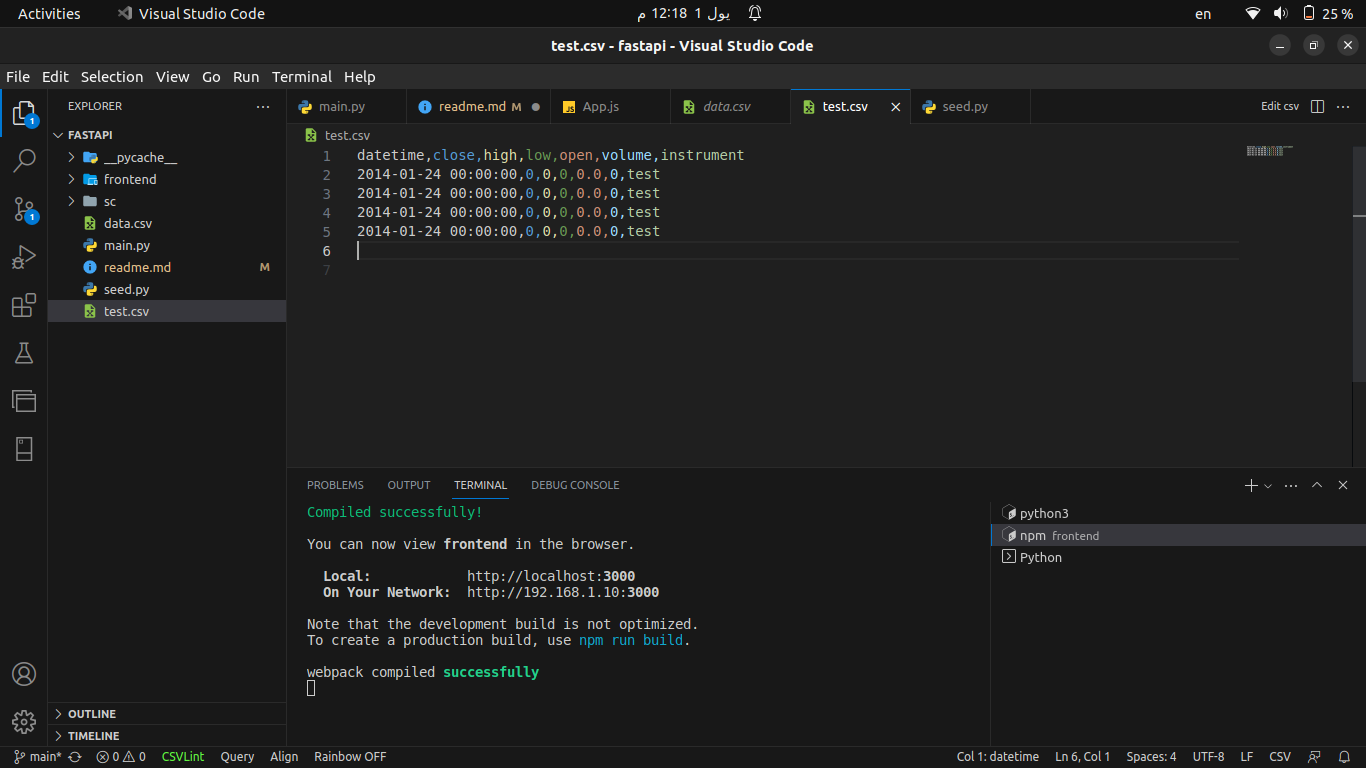 Activities Visual Studio Code يول 1 12:18 م en 25 %
test.csv - fastapi - Visual Studio Code
File Edit Selection View Go Run Terminal Help
EXPLORER
FASTAPI
__pycache__
frontend
sc
data.csv
main.py
readme.md M
seed.py
test.csv
OUTLINE
TIMELINE
main.py readme.md M App.js data.csv test.csv seed.py Edit csv
test.csv
1 datetime,close,high,low,open,volume,instrument
2 2014-01-24 00:00:00,0,0,0,0.0,0,test
3 2014-01-24 00:00:00,0,0,0,0.0,0,test
4 2014-01-24 00:00:00,0,0,0,0.0,0,test
5 2014-01-24 00:00:00,0,0,0,0.0,0,test
6
7
PROBLEMS OUTPUT TERMINAL DEBUG CONSOLE
Compiled successfully!
You can now view frontend in the browser.
Local: http://localhost:3000
On Your Network: http://192.168.1.10:3000
Note that the development build is not optimized.
To create a production build, use npm run build.
webpack compiled successfully
python3
npm frontend
Python
1
1
JS
main* 0 0 CSVLint Query Align Rainbow OFF Col 1: datetime Ln 6, Col 1 Spaces: 4 UTF-8 LF CSV